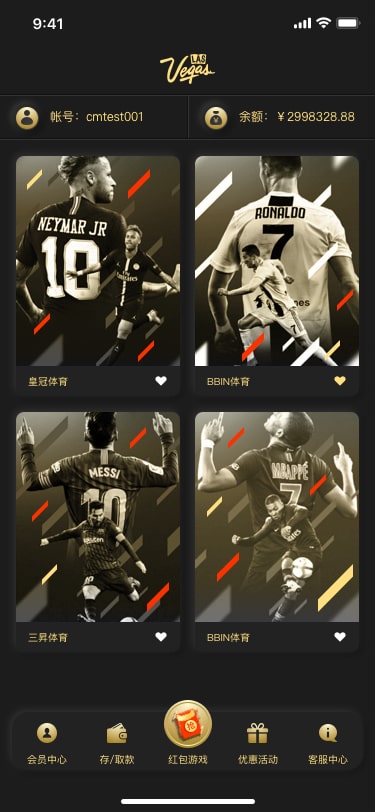 9:41
LAS
Vegas
帐号：cmtest001
余额：￥2998328.88
NEYMAR JR
10
RONALDO
7
7
皇冠体育
BBIN体育
MESSI
10
MBAPPÉ
7
三昇体育
BBIN体育
会员中心
存/取款
红包游戏
优惠活动
客服中心